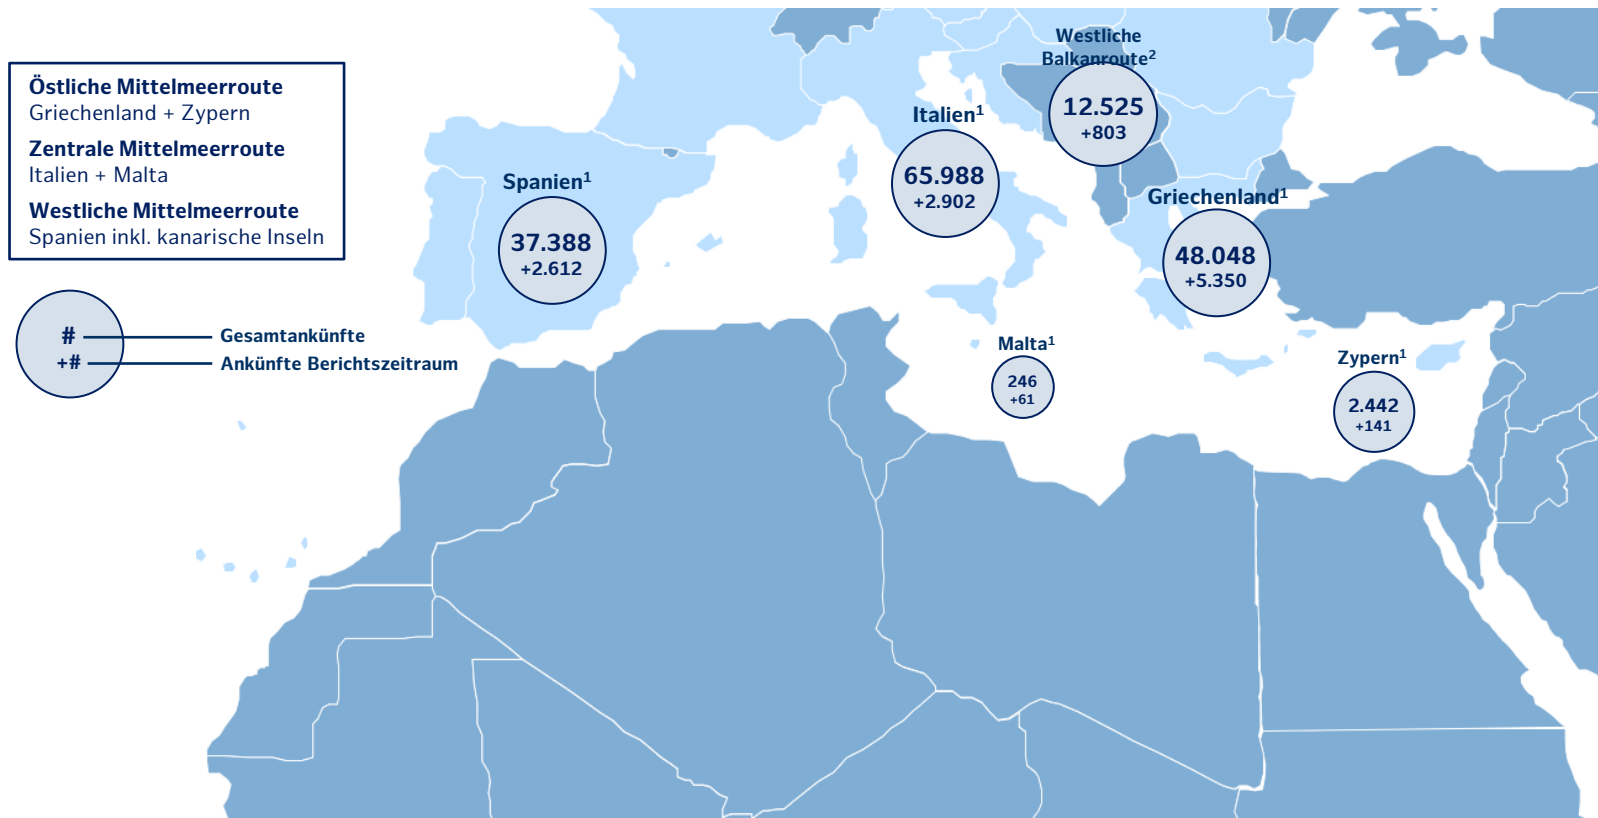 Östliche Mittelmeerroute
Griechenland + Zypern
Zentrale Mittelmeerroute
Italien + Malta
Westliche Mittelmeerroute
Spanien inkl. kanarische Inseln
#
Gesamtankünfte
+#
Ankünfte Berichtszeitraum
Spanien¹
37.388
+2.612
Italien¹
65.988
+2.902
Westliche
Balkanroute²
12.525
+803
Griechenland¹
48.048
+5.350
Malta¹
246
+61
Zypern¹
2.442
+141